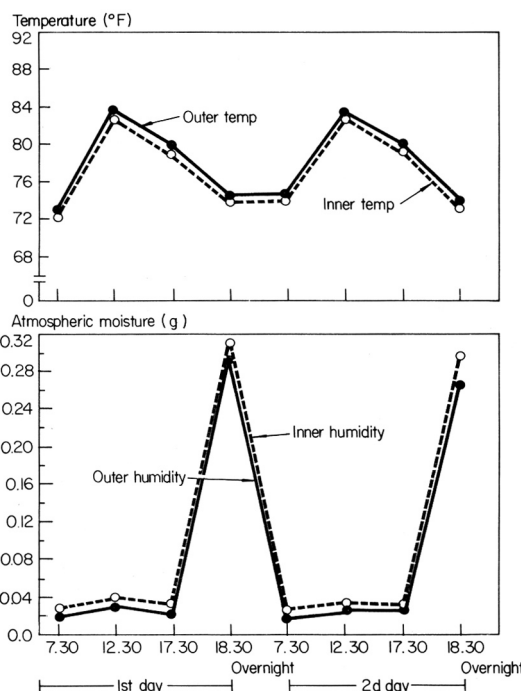 Temperature (°F)
92
88
84
80
76
72
68
0
Outer temp
Inner temp
Atmospheric moisture (g)
0.32
0.28
0.24
0.20
0.16
0.12
0.08
0.04
0.0
Inner humidity
Outer humidity
7.30 12.30 17.30 18.30 7.30 12.30 17.30 18.30
Overnight Overnight
1st day 2d day